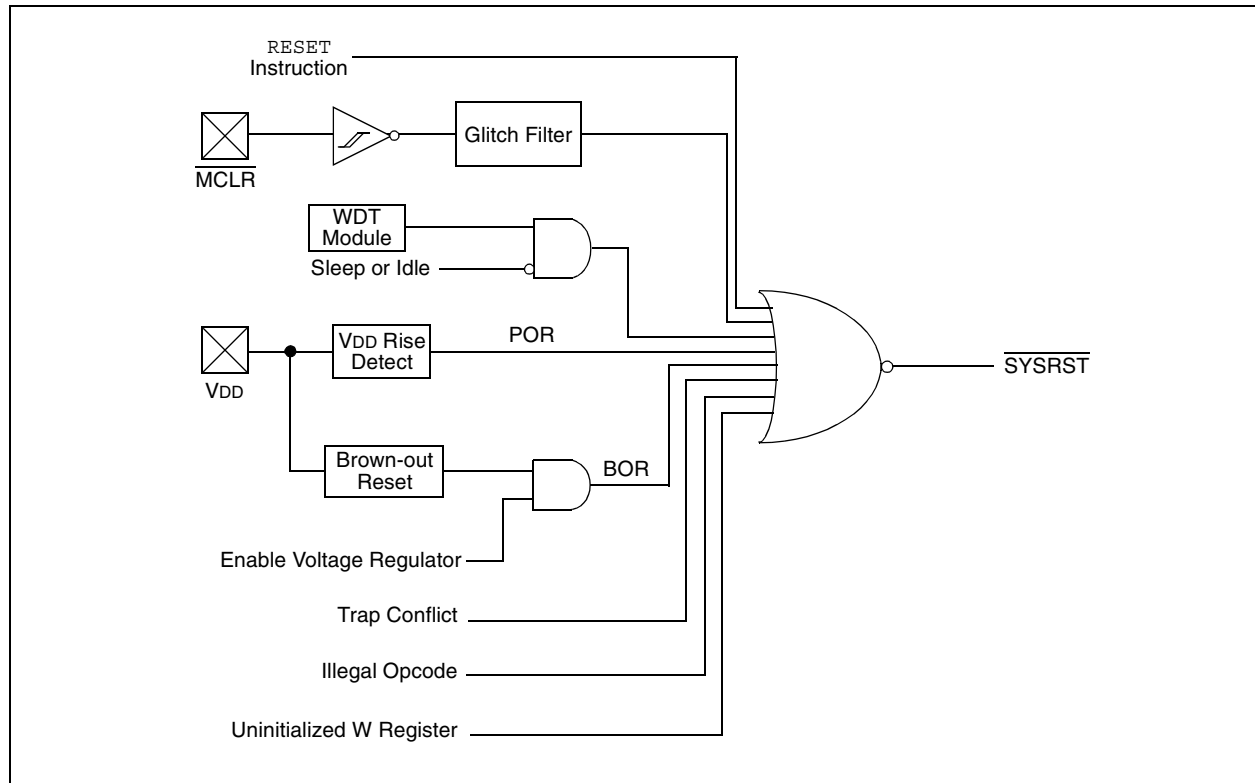 RESET
Instruction
Glitch Filter
MCLR
WDT
Module
Sleep or Idle
VDD Rise
Detect
POR
VDD
SYSRST
Brown-out
Reset
BOR
Enable Voltage Regulator
Trap Conflict
Illegal Opcode
Uninitialized W Register